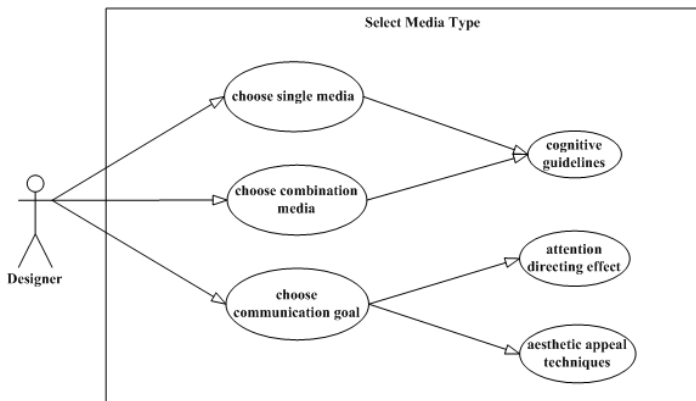 Select Media Type
choose single media
cognitive
guidelines
choose combination
media
attention
directing effect
Designer
choose
communication goal
aesthetic appeal
techniques